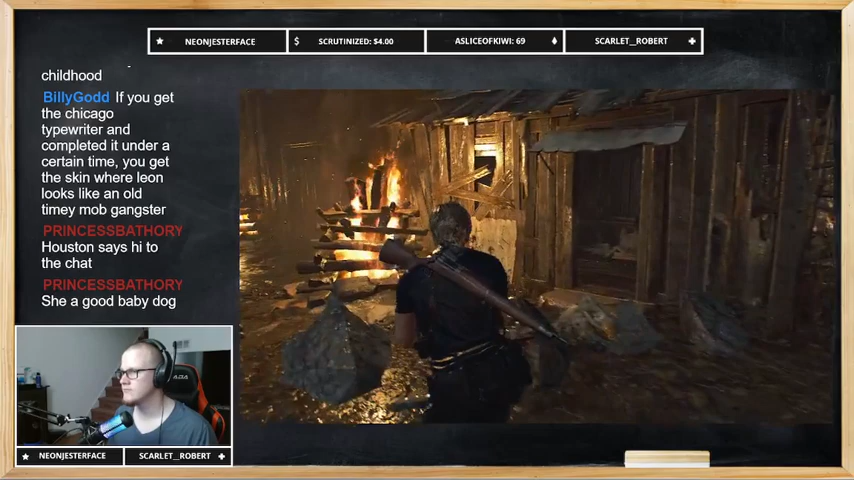 NEONJESTERFACE
SCRUTINIZED: $4.00
ASLICEOFKIWI: 69
SCARLET_ROBERT
childhood
BillyGodd If you get
the chicago
typewriter and
completed it under a
certain time, you get
the skin where leon
looks like an old
timey mob gangster
PRINCESSBATHORY
Houston says hi to
the chat
PRINCESSBATHORY
She a good baby dog
NEONJESTERFACE
SCARLET_ROBERT